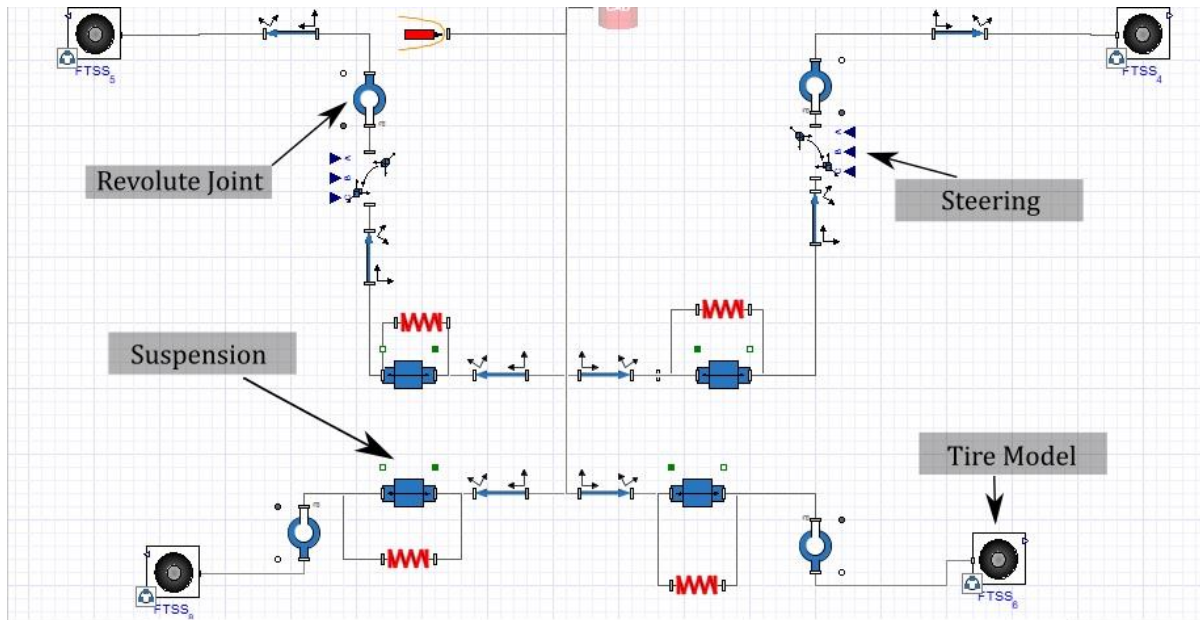 FTSS5
FTSS4
Revolute Joint
A
B
C
A
B
C
Steering
Suspension
Tire Model
FTSS6